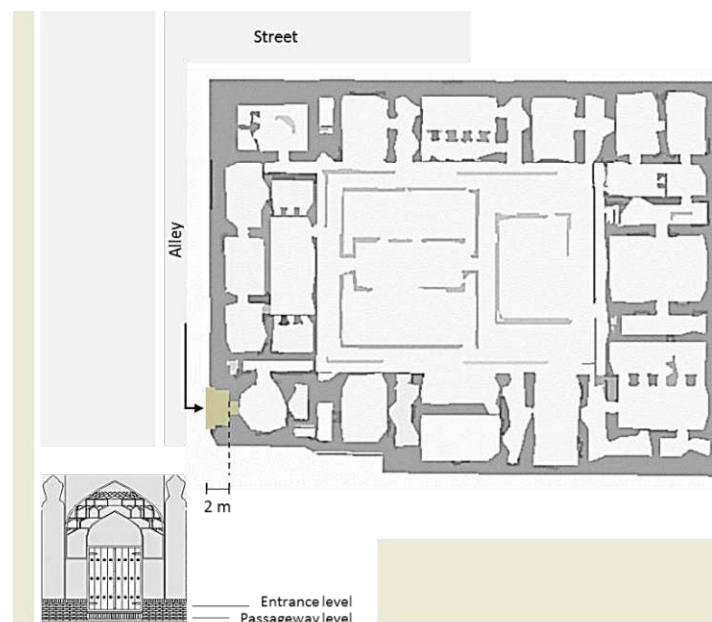 Street
Alley
2 m
Entrance level
Passageway level